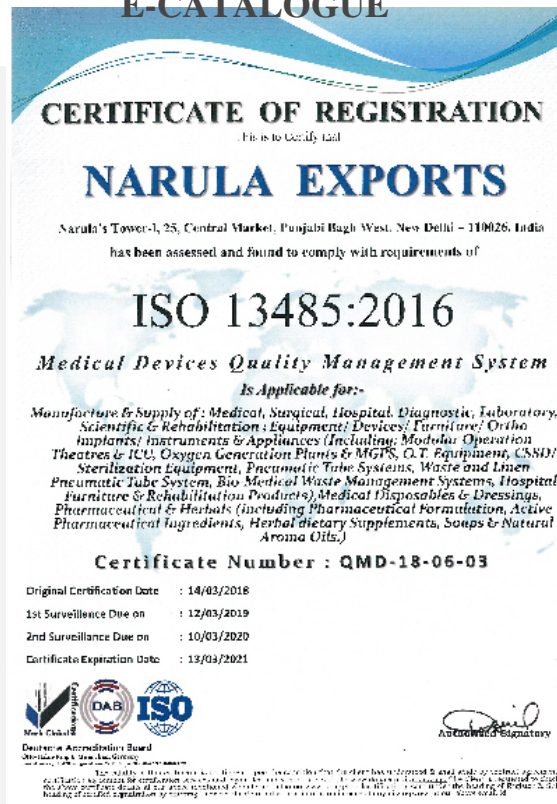 E-CATALOGUE
CERTIFICATE OF REGISTRATION
This is to Certify that
NARULA EXPORTS
Narula's Tower-1, 25, Central Market, Punjabi Bagh West, New Delhi – 110026, India
has been assessed and found to comply with requirements of
ISO 13485:2016
Medical Devices Quality Management System
Is Applicable for:-
Manufacture & Supply of : Medical, Surgical, Hospital, Diagnostic, Laboratory,
Scientific & Rehabilitation : Equipment/ Devices/ Furniture/ Ortho
Implants/ Instruments & Appliances (Including: Modular Operation
Theatres & ICU, Oxygen Generation Plants & MGPS, O.T. Equipment, CSSD/
Sterilization Equipment, Pneumatic Tube Systems, Waste and Linen
Pneumatic Tube System, Bio Medical Waste Management Systems, Hospital
Furniture & Rehabilitation Products), Medical Disposables & Dressings,
Pharmaceutical & Herbals (including Pharmaceutical Formulation, Active
Pharmaceutical Ingredients, Herbal dietary Supplements, Soaps & Natural
Aroma Oils.)
Certificate Number : QMD-18-06-03
Original Certification Date : 14/03/2018
1st Surveillence Due on : 12/03/2019
2nd Surveillance Due on : 10/03/2020
Certificate Expiration Date : 13/03/2021
Certifications
DAB
ISO
Authorised Signatory
Accreditation Board